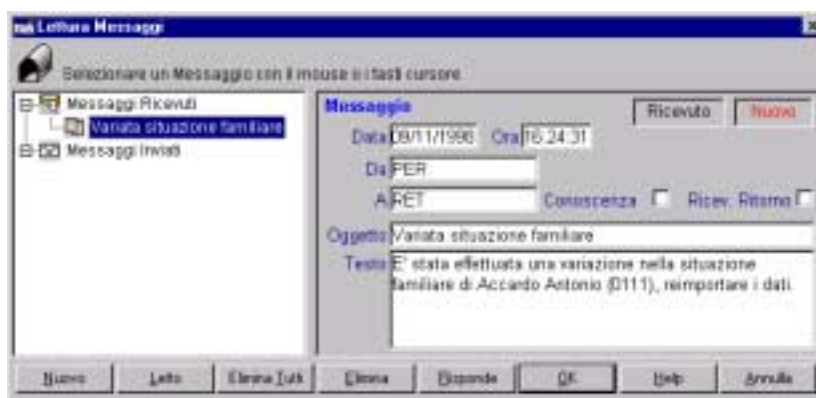 Lettura Messaggi
Selezionare un Messaggio con il mouse o i tasti cursore.
Messaggi Ricevuti
Variata situazione familiare
Messaggi Inviati
Messaggio
Ricevuto
Nuovo
Data 09/11/1998 Ora 16.24.31
Da PER
A RET
Conoscenza
Ricev. Ritorno
Oggetto Variata situazione familiare
Testo E' stata effettuata una variazione nella situazione
familiare di Accardo Antonio (0111), reimportare i dati.
Nuovo
Letto
Elimina Tutti
Elimina
Risponde
OK
Help
Annulla